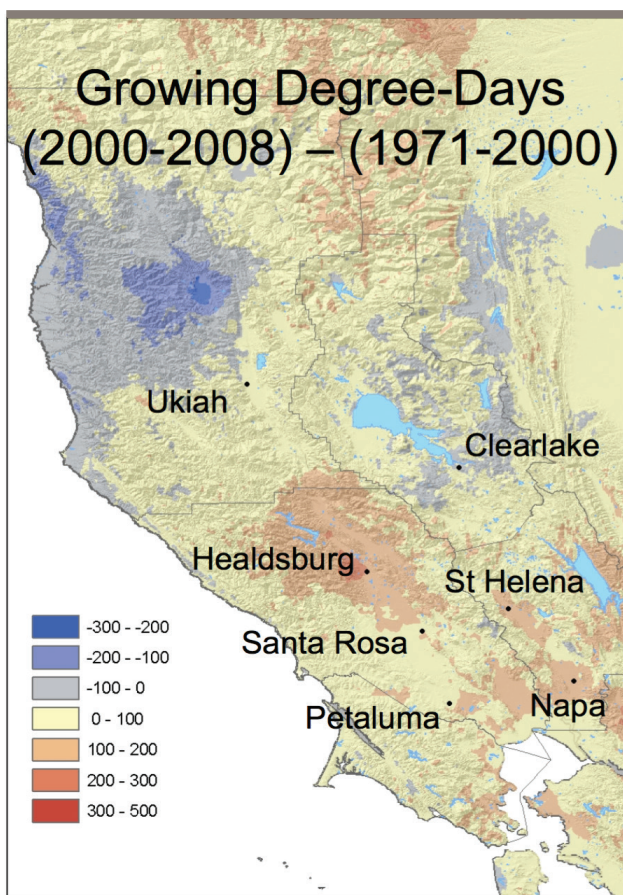 Growing Degree-Days
(2000-2008) – (1971-2000)
Ukiah
Clearlake
Healdsburg
St Helena
Santa Rosa
Petaluma
Napa
-300 - -200
-200 - -100
-100 - 0
0 - 100
100 - 200
200 - 300
300 - 500